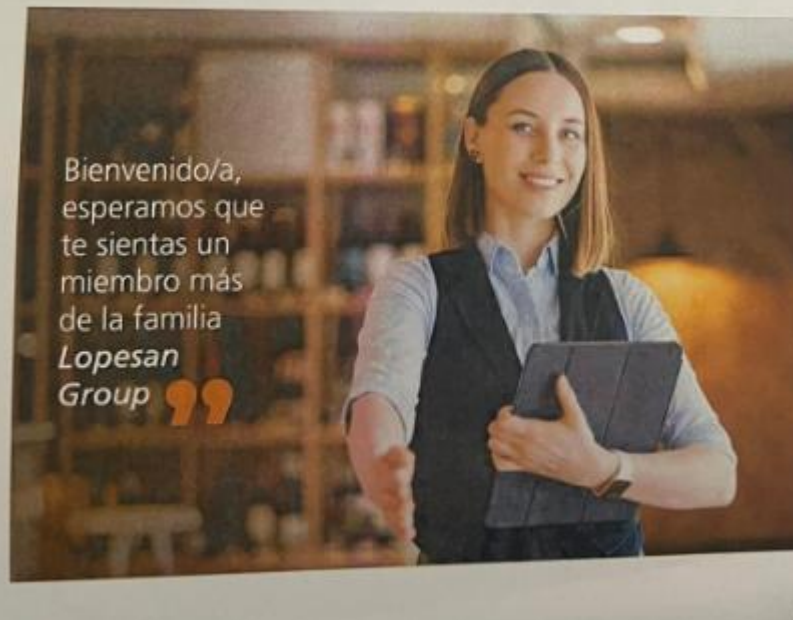 Bienvenido/a,
esperamos que
te sientas un
miembro más
de la familia
Lopesan
Group ”